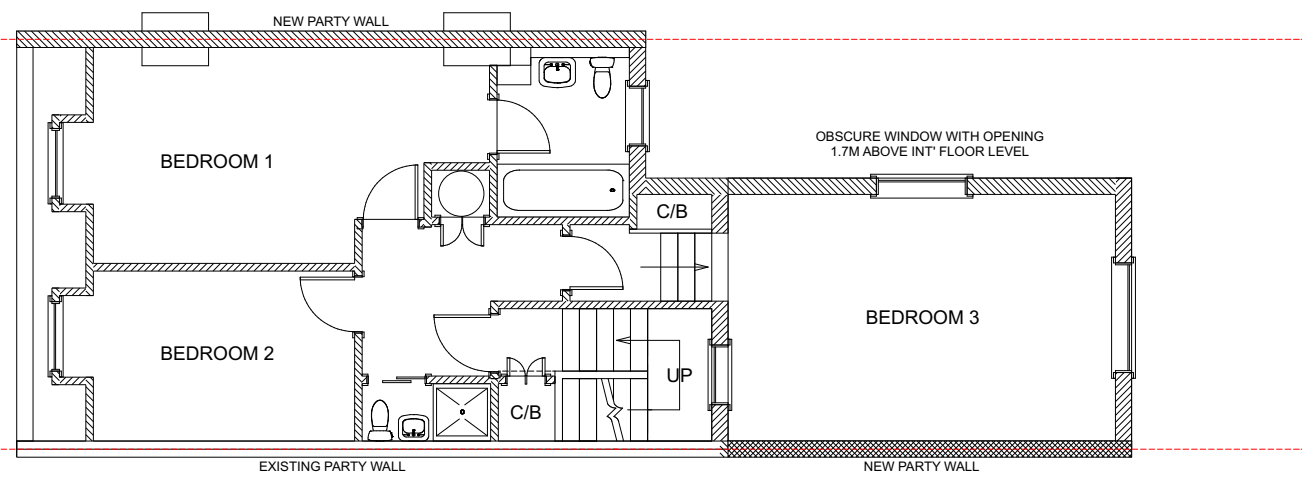 NEW PARTY WALL
OBSCURE WINDOW WITH OPENING
1.7M ABOVE INT' FLOOR LEVEL
BEDROOM 1
C/B
BEDROOM 3
BEDROOM 2
UP
C/B
EXISTING PARTY WALL
NEW PARTY WALL